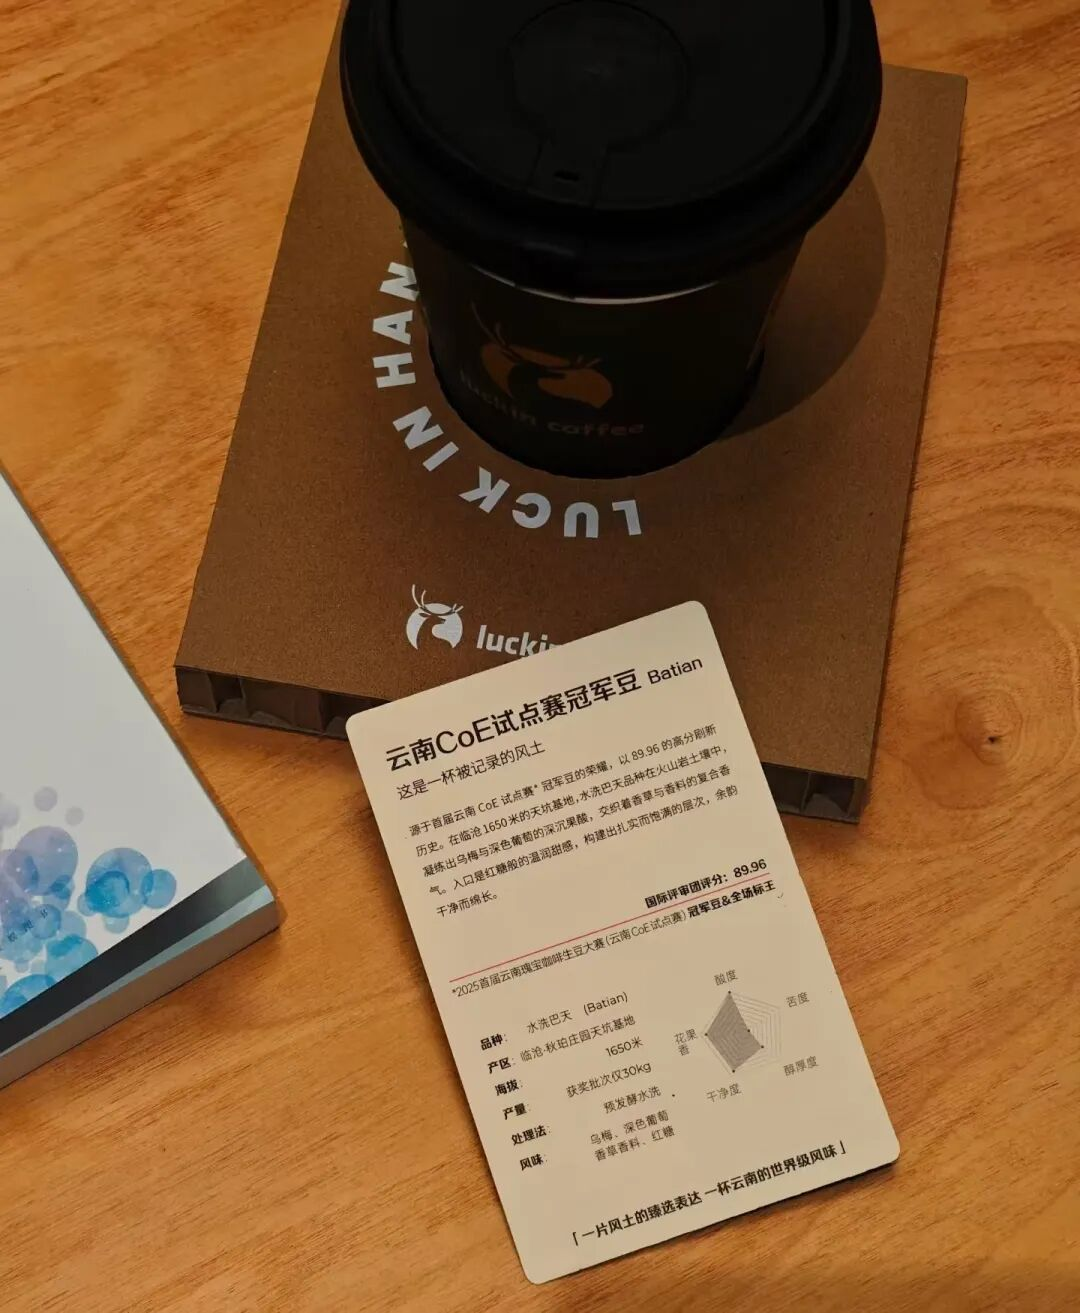 LUCK IN HAN
luckin coffee
luckin
云南CoE试点赛冠军豆 Batian
这是一杯被记录的风土
源于首届云南 CoE 试点赛* 冠军豆的荣耀，以 89.96 的高分刷新
历史。在临沧1650米的天坑基地,水洗巴天品种在火山岩土壤中,
凝练出乌梅与深色葡萄的深沉果酸，交织着香草与香料的复合香
气。入口是红糖般的温润甜感，构建出扎实而饱满的层次，余韵
干净而绵长。
国际评审团评分：89.96
*2025首届云南瑰宝咖啡生豆大赛(云南CoE试点赛) 冠军豆&全场标王
品种： 水洗巴天 (Batian)
产区： 临沧·秋珀庄园天坑基地
海拔： 1650米
产量： 获奖批次仅30kg
处理法： 预发酵水洗
风味： 乌梅、深色葡萄
香草香料、红糖
酸度
苦度
醇厚度
干净度
花果
香
「一片风土的臻选表达 一杯云南的世界级风味」